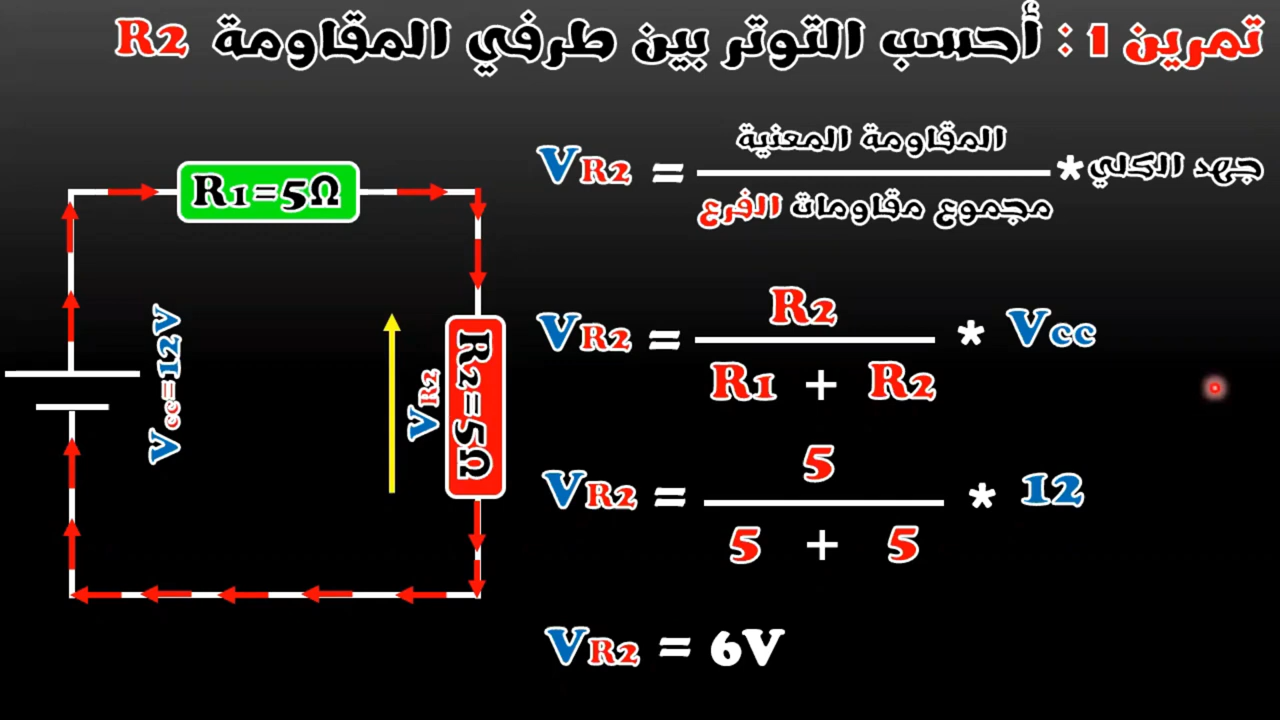 تمرين 1 : أحسب التوتر بين طرفي المقاومة R2
R1=5Ω
Vcc=12V
VR2
R2=5Ω
المقاومة المعنية
VR2 = * جهد الكلي
مجموع مقاومات الفرع
R2
VR2 = * Vcc
R1 + R2
5
VR2 = * 12
5 + 5
VR2 = 6V